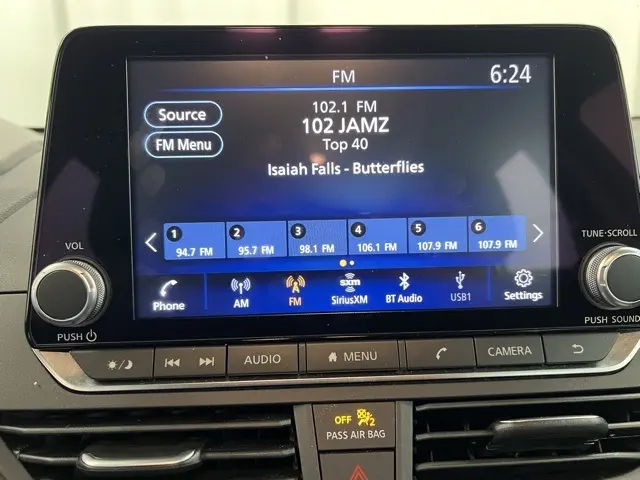 FM
6:24
Source
102.1 FM
102 JAMZ
FM Menu
Top 40
Isaiah Falls - Butterflies
1 2 3 4 5 6
94.7 FM 95.7 FM 98.1 FM 106.1 FM 107.9 FM 107.9 FM
VOL
TUNE·SCROLL
sxm
Phone AM FM SiriusXM BT Audio USB1 Settings
PUSH
PUSH SOUND
AUDIO MENU CAMERA
OFF 2
PASS AIR BAG